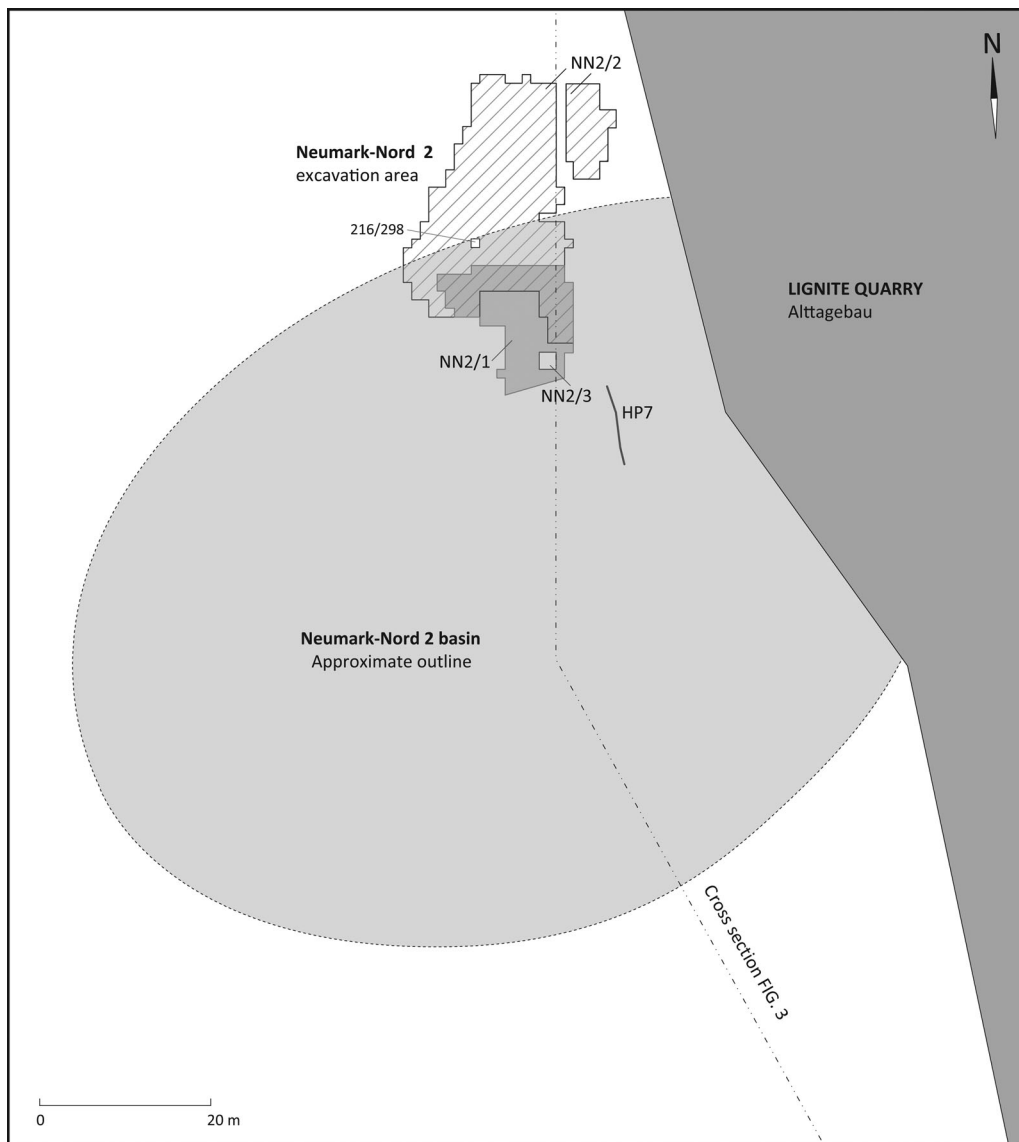 N
NN2/2
Neumark-Nord 2
excavation area
216/298
LIGNITE QUARRY
Alttagebau
NN2/1
NN2/3
HP7
Neumark-Nord 2 basin
Approximate outline
Cross section FIG. 3
0
20 m